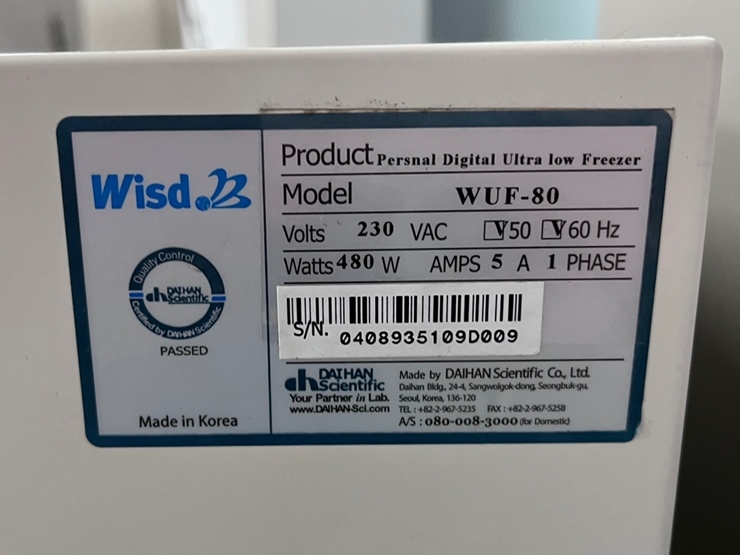 WisdB
Quality Control
DAIHAN
Scientific
Certified by DAIHAN Scientific
PASSED
Made in Korea
Product Persnal Digital Ultra low Freezer
Model WUF-80
Volts 230 VAC V50 V60 Hz
Watts 480 W AMPS 5 A 1 PHASE
S/N. 0408935109D009
DAIHAN
Scientific
Your Partner in Lab.
www.DAIHAN-Sci.com
Made by DAIHAN Scientific Co., Ltd.
Daihan Bldg., 24-4, Sangwolgok-dong, Seongbuk-gu,
Seoul, Korea, 136-120
TEL : +82-2-967-5235 FAX : +82-2-967-5258
A/S : 080-008-3000 (for Domestic)